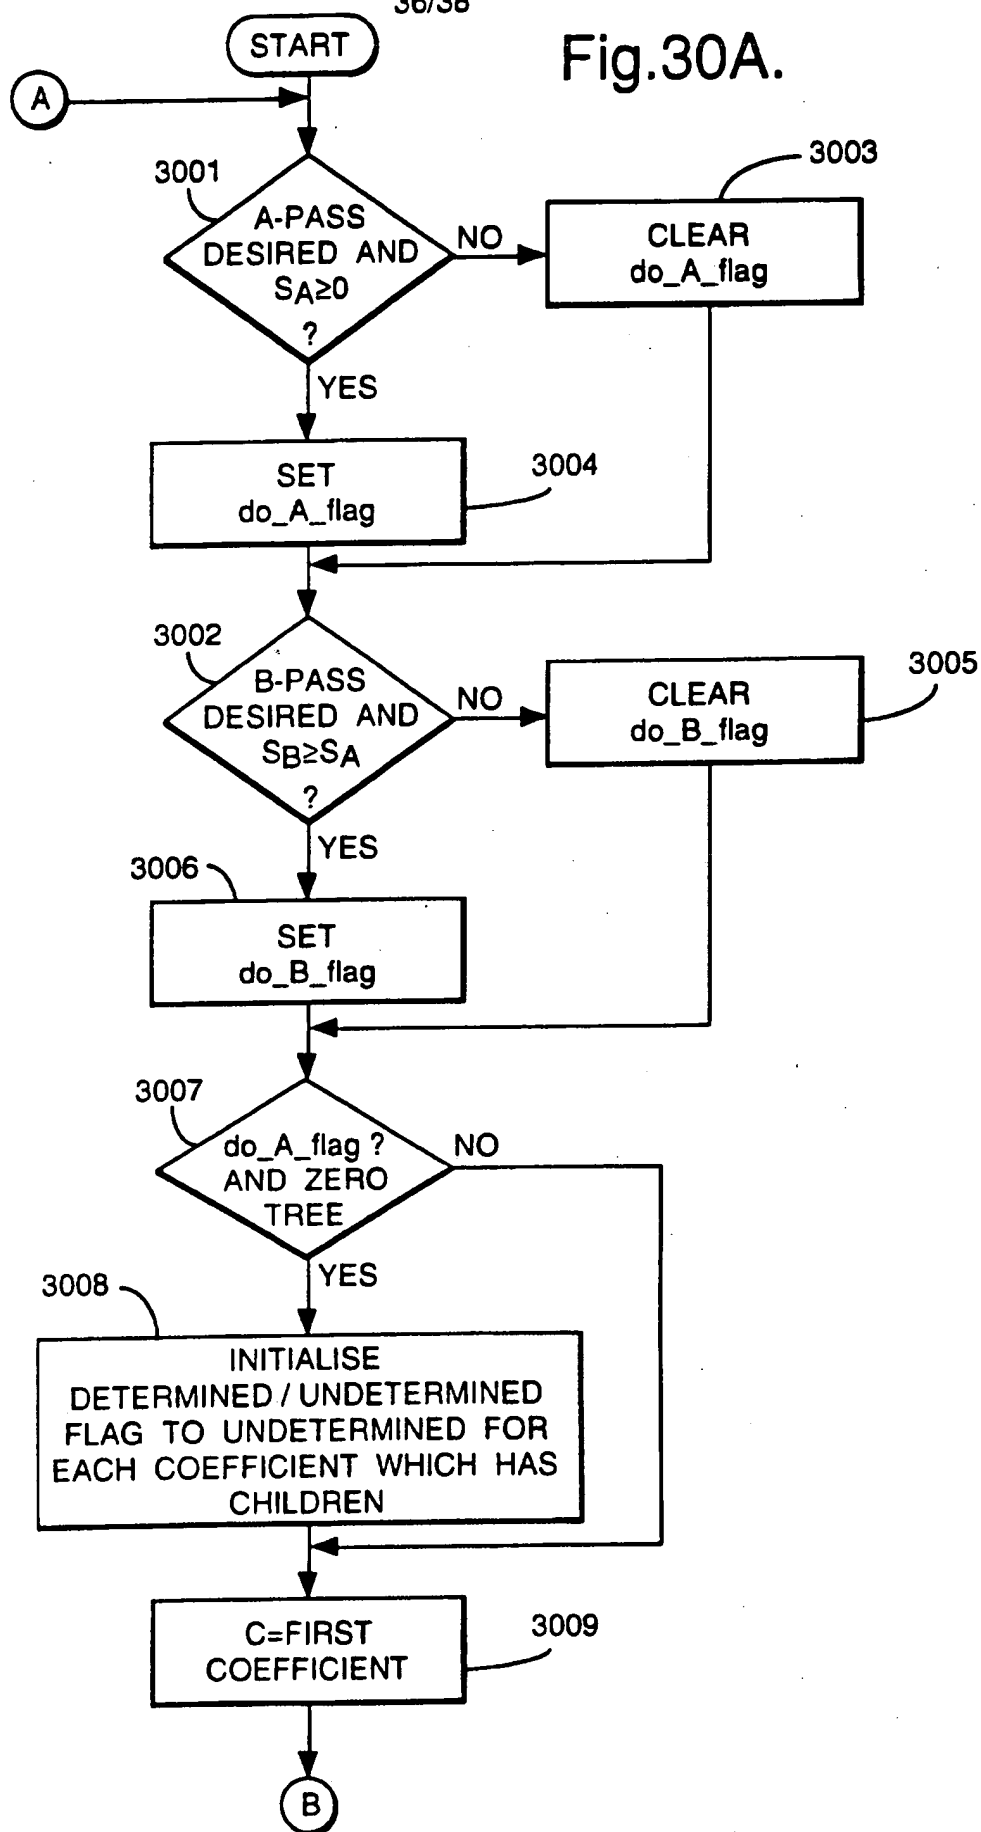 36/38
START
Fig.30A.
A
3001
A-PASS
DESIRED AND
SA≥0
?
NO
3003
CLEAR
do_A_flag
YES
SET
do_A_flag
3004
3002
B-PASS
DESIRED AND
SB≥SA
?
NO
CLEAR
do_B_flag
3005
YES
3006
SET
do_B_flag
3007
do_A_flag ?
AND ZERO
TREE
NO
YES
3008
INITIALISE
DETERMINED / UNDETERMINED
FLAG TO UNDETERMINED FOR
EACH COEFFICIENT WHICH HAS
CHILDREN
C=FIRST
COEFFICIENT
3009
B